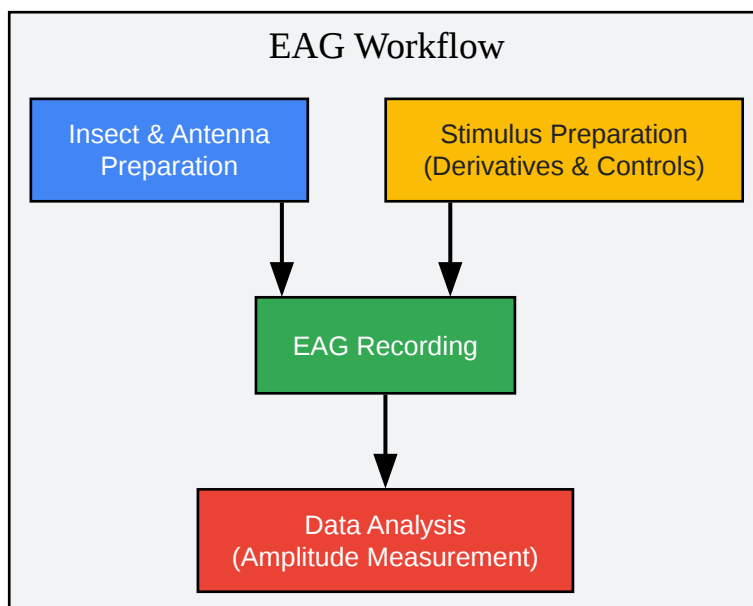 EAG Workflow
Insect & Antenna
Preparation
Stimulus Preparation
(Derivatives & Controls)
EAG Recording
Data Analysis
(Amplitude Measurement)